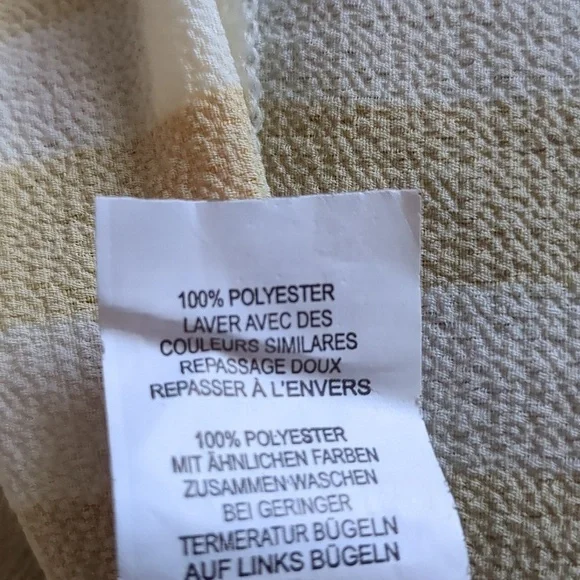 100% POLYESTER
LAVER AVEC DES
COULEURS SIMILARES
REPASSAGE DOUX
REPASSER À L'ENVERS
100% POLYESTER
MIT ÄHNLICHEN FARBEN
ZUSAMMEN WASCHEN
BEI GERINGER
TERMERATUR BÜGELN
AUF LINKS BÜGELN